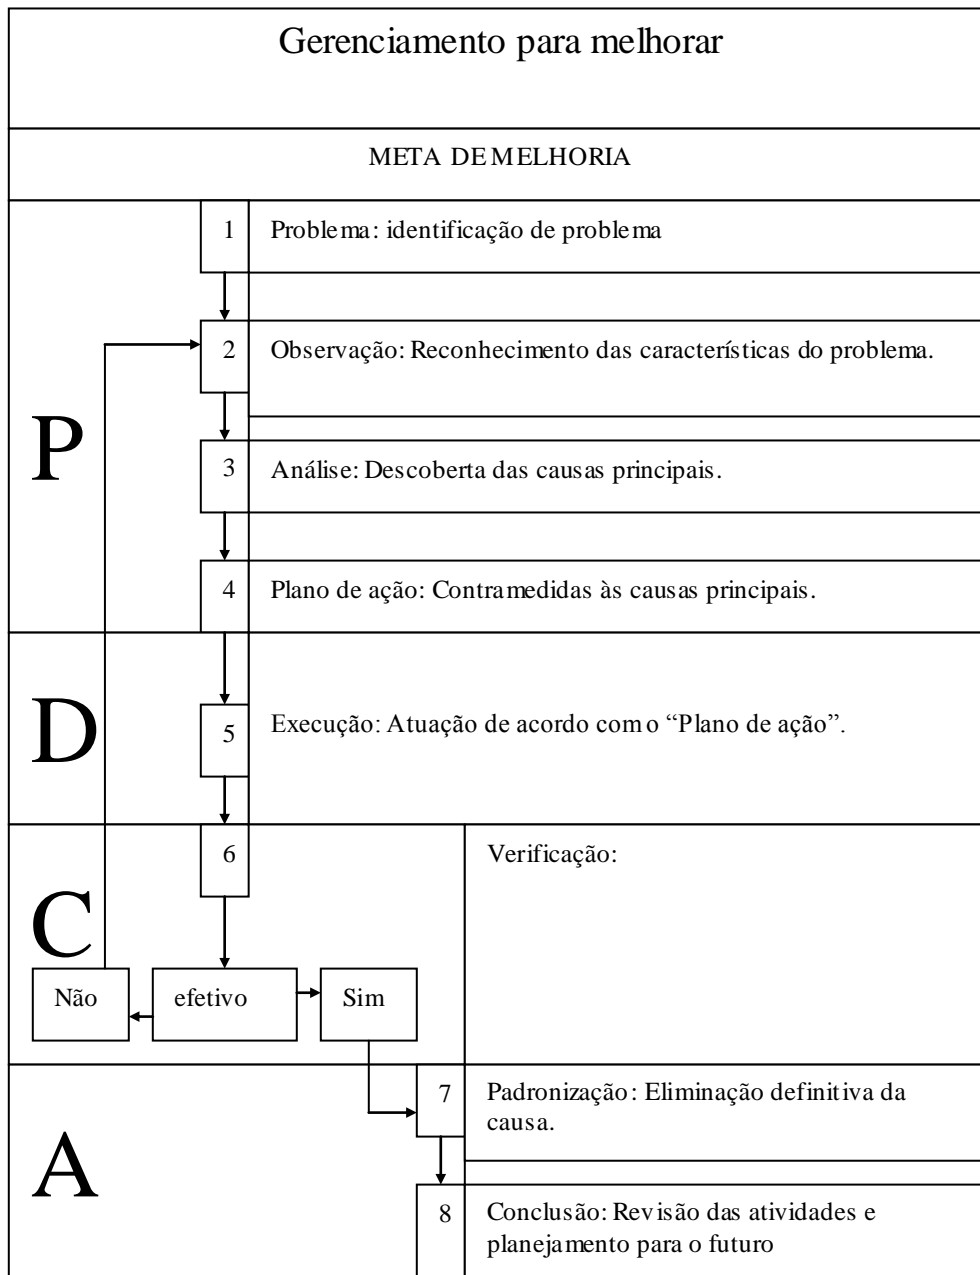 Gerenciamento para melhorar
META DE MELHORIA
1 Problema: identificação de problema
2 Observação: Reconhecimento das características do problema.
P
3 Análise: Descoberta das causas principais.
4 Plano de ação: Contramedidas às causas principais.
D
5 Execução: Atuação de acordo com o “Plano de ação”.
6 Verificação:
C
Não efetivo Sim
7 Padronização: Eliminação definitiva da
causa.
A
8 Conclusão: Revisão das atividades e
planejamento para o futuro